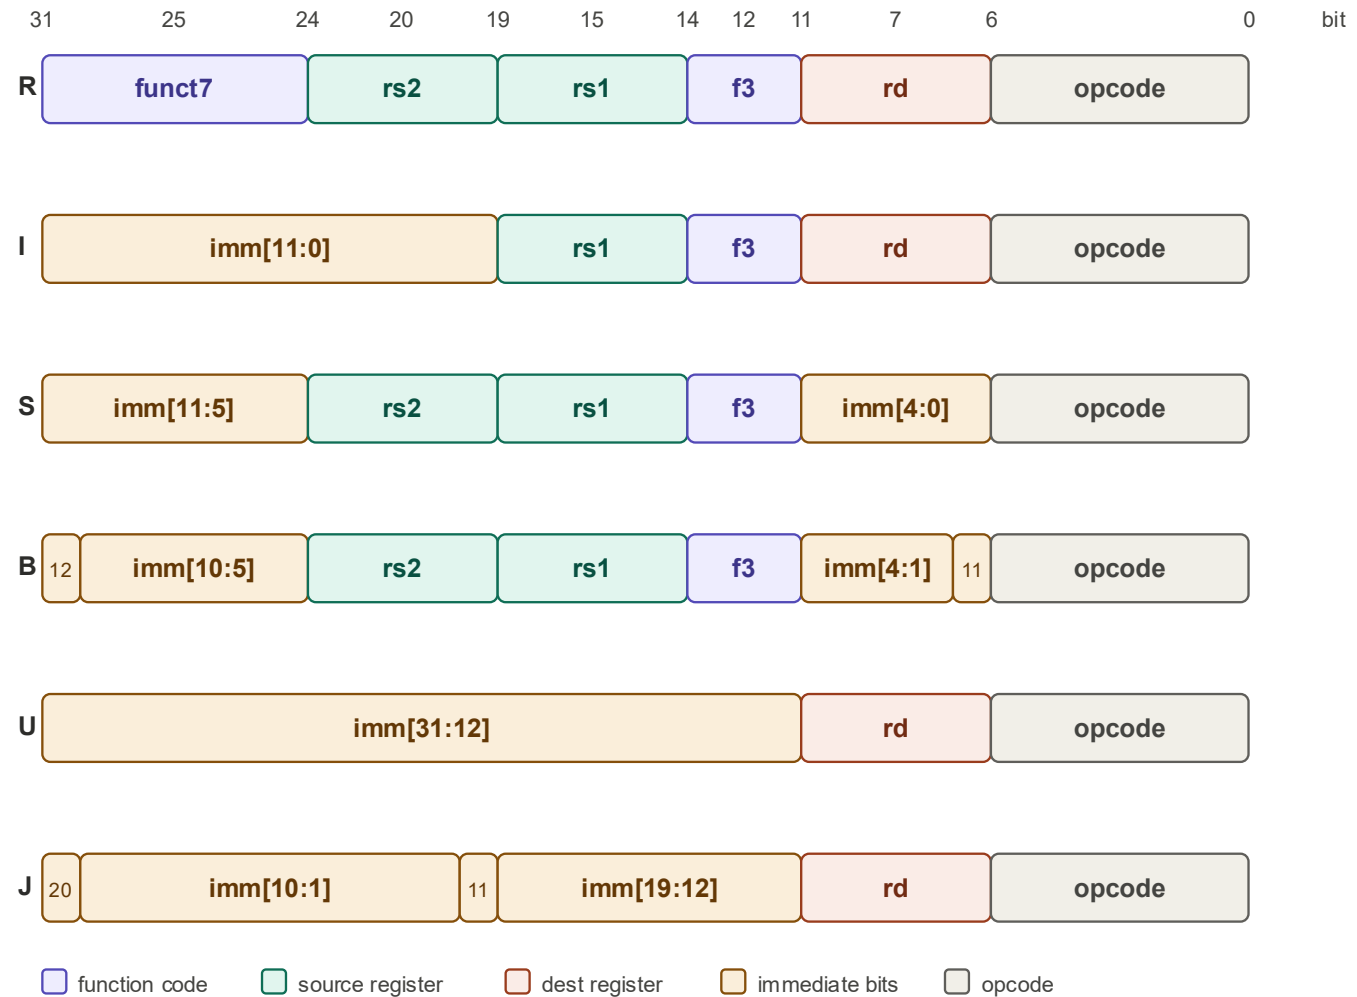 31 25 24 20 19 15 14 12 11 7 6 0 bit
R funct7 rs2 rs1 f3 rd opcode
I imm[11:0] rs1 f3 rd opcode
S imm[11:5] rs2 rs1 f3 imm[4:0] opcode
B 12 imm[10:5] rs2 rs1 f3 imm[4:1] 11 opcode
U imm[31:12] rd opcode
J 20 imm[10:1] 11 imm[19:12] rd opcode
function code source register dest register immediate bits opcode